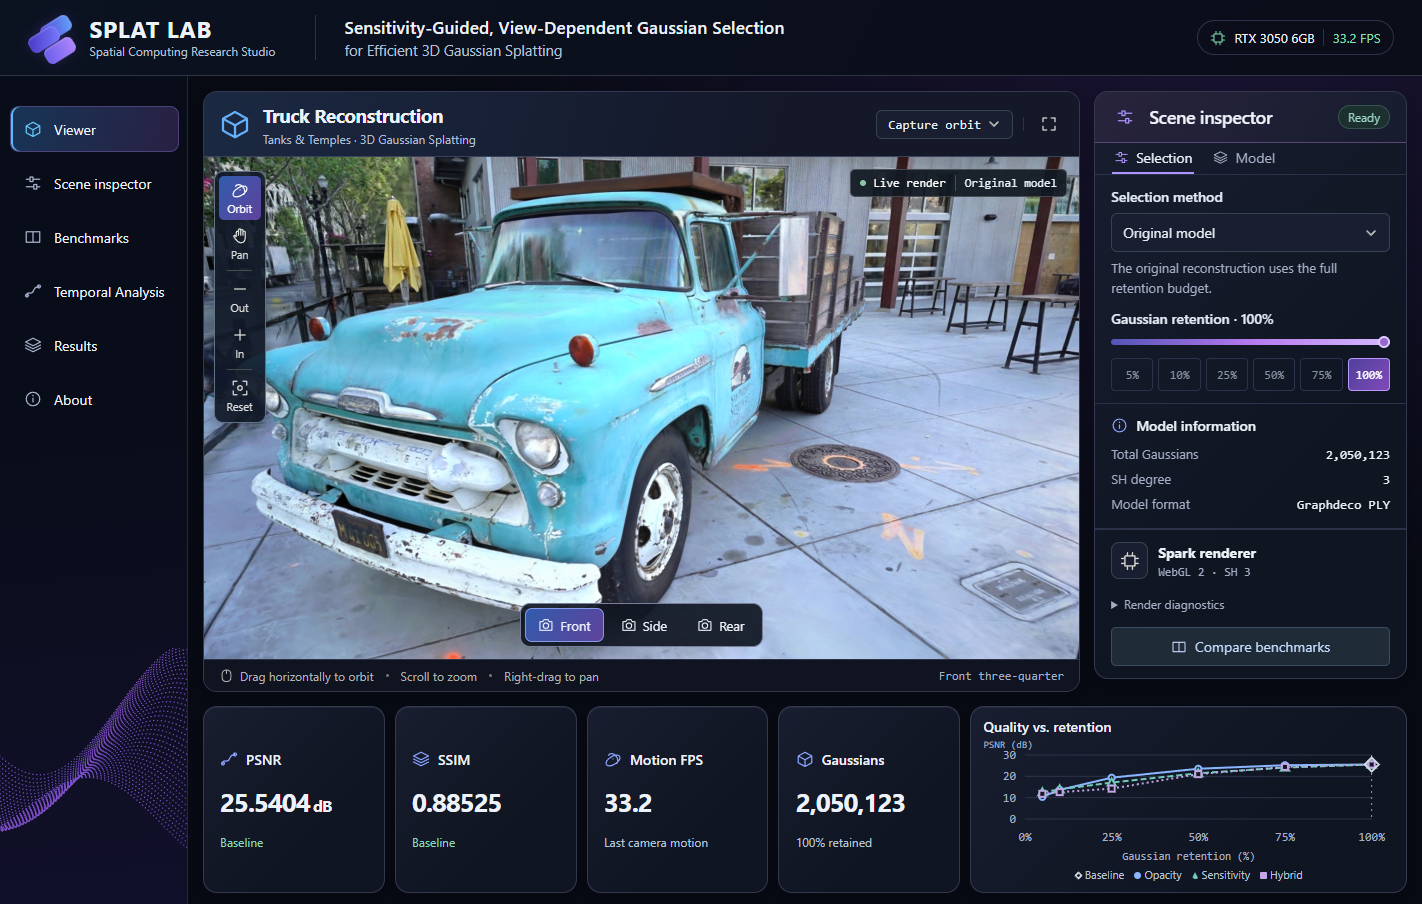 SPLAT LAB
Spatial Computing Research Studio
Sensitivity-Guided, View-Dependent Gaussian Selection
for Efficient 3D Gaussian Splatting
RTX 3050 6GB
33.2 FPS
Viewer
Scene inspector
Benchmarks
Temporal Analysis
Results
About
Truck Reconstruction
Tanks & Temples · 3D Gaussian Splatting
Capture orbit
Live render
Original model
Orbit
Pan
Out
In
Reset
Front
Side
Rear
Drag horizontally to orbit • Scroll to zoom • Right-drag to pan
Front three-quarter
Scene inspector
Ready
Selection
Model
Selection method
Original model
The original reconstruction uses the full
retention budget.
Gaussian retention · 100%
5% 10% 25% 50% 75% 100%
Model information
Total Gaussians 2,050,123
SH degree 3
Model format Graphdeco PLY
Spark renderer
WebGL 2 · SH 3
Render diagnostics
Compare benchmarks
PSNR
25.5404 dB
Baseline
SSIM
0.88525
Baseline
Motion FPS
33.2
Last camera motion
Gaussians
2,050,123
100% retained
Quality vs. retention
PSNR (dB)
30
20
10
0
0% 25% 50% 75% 100%
Gaussian retention (%)
Baseline Opacity Sensitivity Hybrid